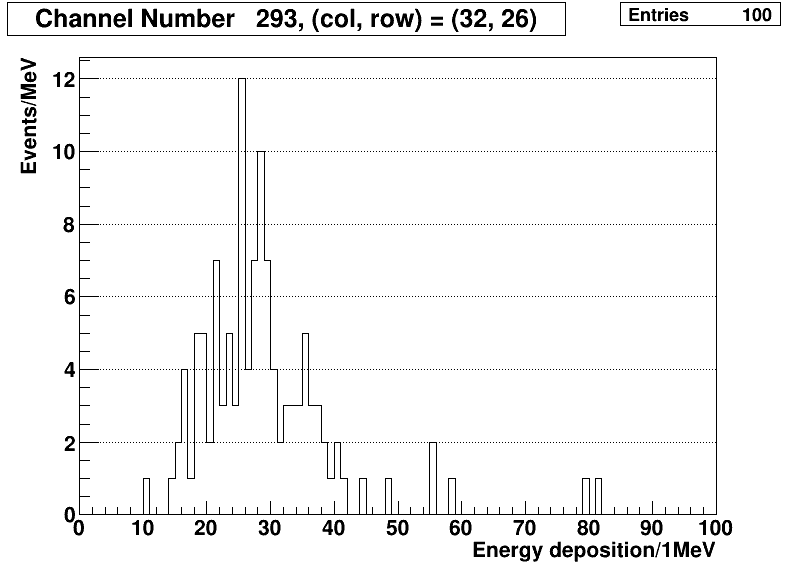 Channel Number 293, (col, row) = (32, 26)
Entries 100
Events/MeV
12
10
8
6
4
2
0
0 10 20 30 40 50 60 70 80 90 100
Energy deposition/1MeV